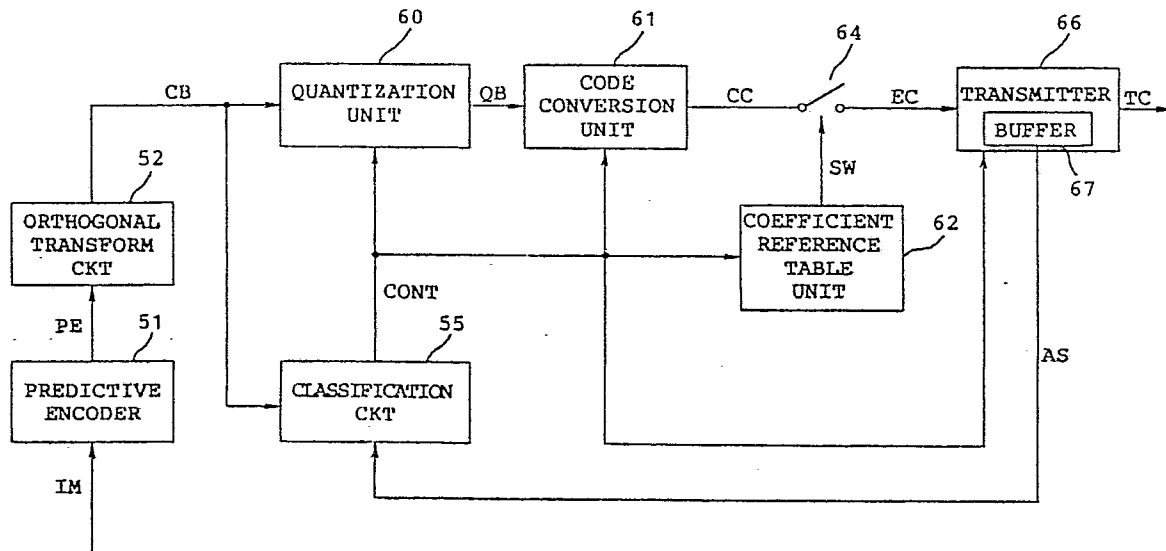 60
61
64
66
CB
QUANTIZATION
UNIT
QB
CODE
CONVERSION
UNIT
CC
EC
TRANSMITTER
BUFFER
TC
67
52
SW
ORTHOGONAL
TRANSFORM
CKT
COEFFICIENT
REFERENCE
TABLE
UNIT
62
CONT
PE
51
55
AS
PREDICTIVE
ENCODER
CLASSIFICATION
CKT
IM